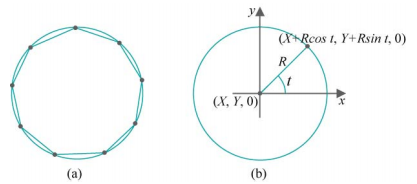 y
(X+Rcos t, Y+Rsin t, 0)
R
t
(X, Y, 0)
x
(a)
(b)